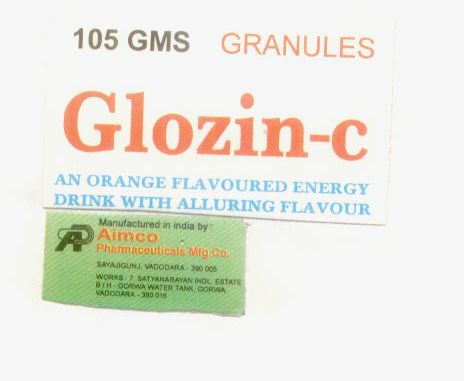 105 GMS GRANULES
Glozin-c
AN ORANGE FLAVOURED ENERGY
DRINK WITH ALLURING FLAVOUR
Manufactured in india by :
AP Aimco
Pharmaceuticals Mfg.Co.
SAYAJIGUNJ, VADODARA - 390 005
WORKS : 7, SATYANARAYAN INDL. ESTATE
B / H - GORWA WATER TANK, GORWA.
VADODARA - 390 016